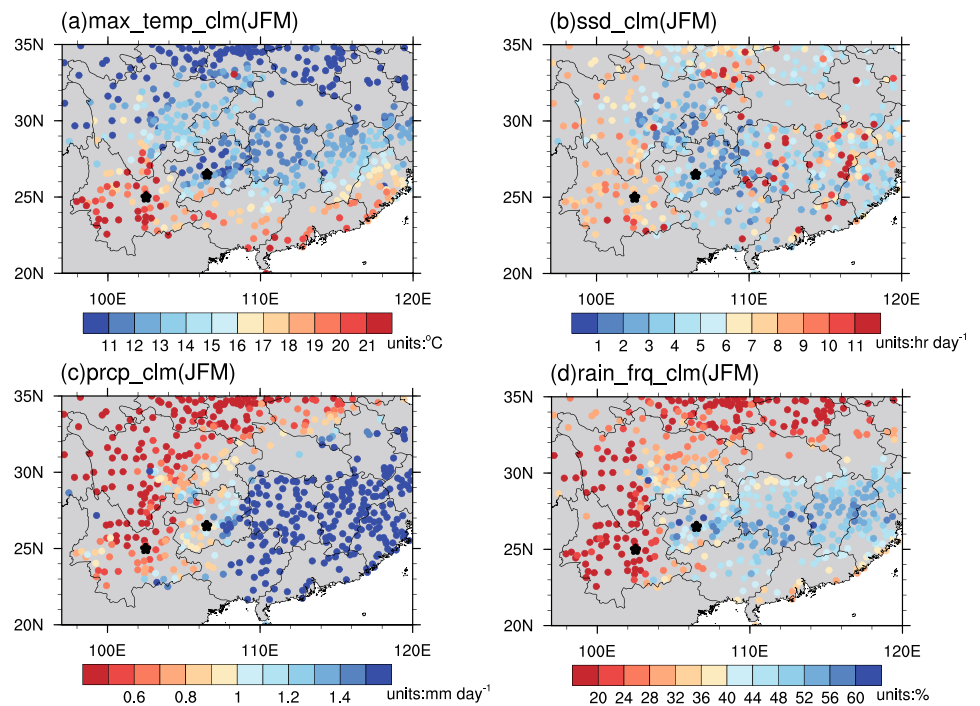 (a)max_temp_clm(JFM)
35N
30N
25N
20N
100E 110E 120E
11 12 13 14 15 16 17 18 19 20 21 units:°C
(b)ssd_clm(JFM)
35N
30N
25N
20N
100E 110E 120E
1 2 3 4 5 6 7 8 9 10 11 units:hr day⁻¹
(c)prcp_clm(JFM)
35N
30N
25N
20N
100E 110E 120E
0.6 0.8 1 1.2 1.4 units:mm day⁻¹
(d)rain_frq_clm(JFM)
35N
30N
25N
20N
100E 110E 120E
20 24 28 32 36 40 44 48 52 56 60 units:%